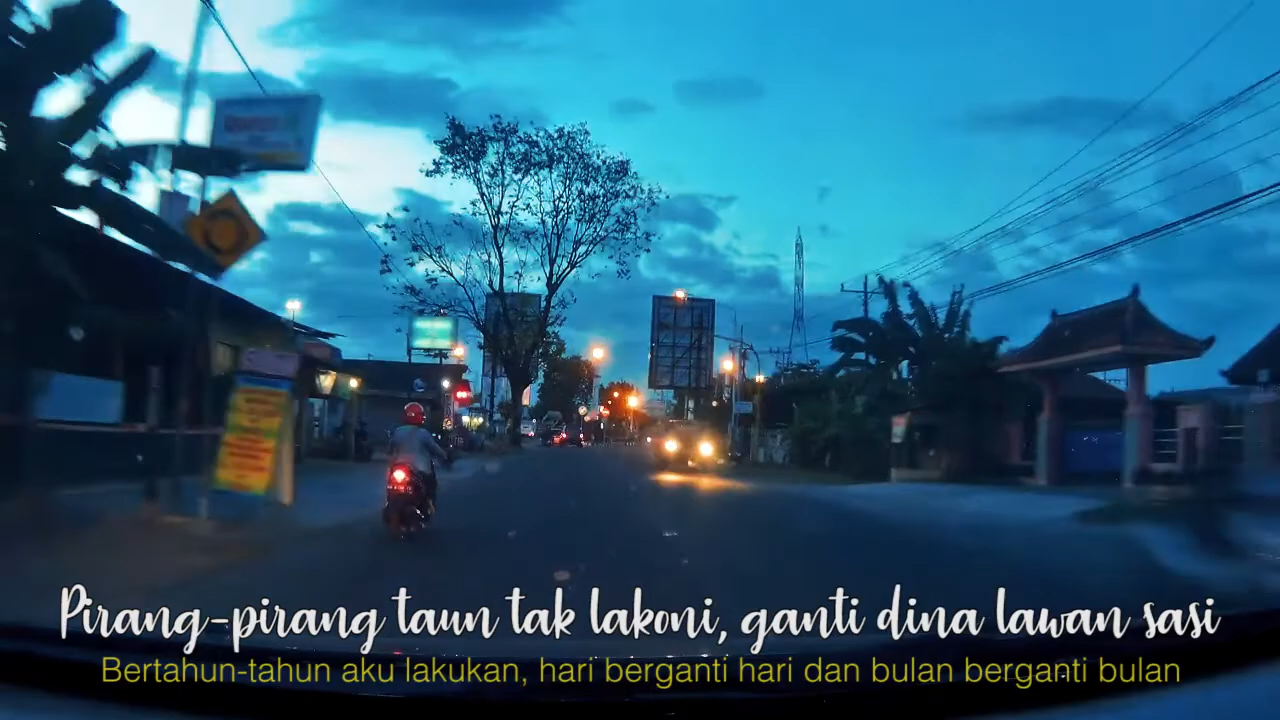 Pirang-pirang taun tak lakoni, ganti dina lawan sasi
Bertahun-tahun aku lakukan, hari berganti hari dan bulan berganti bulan